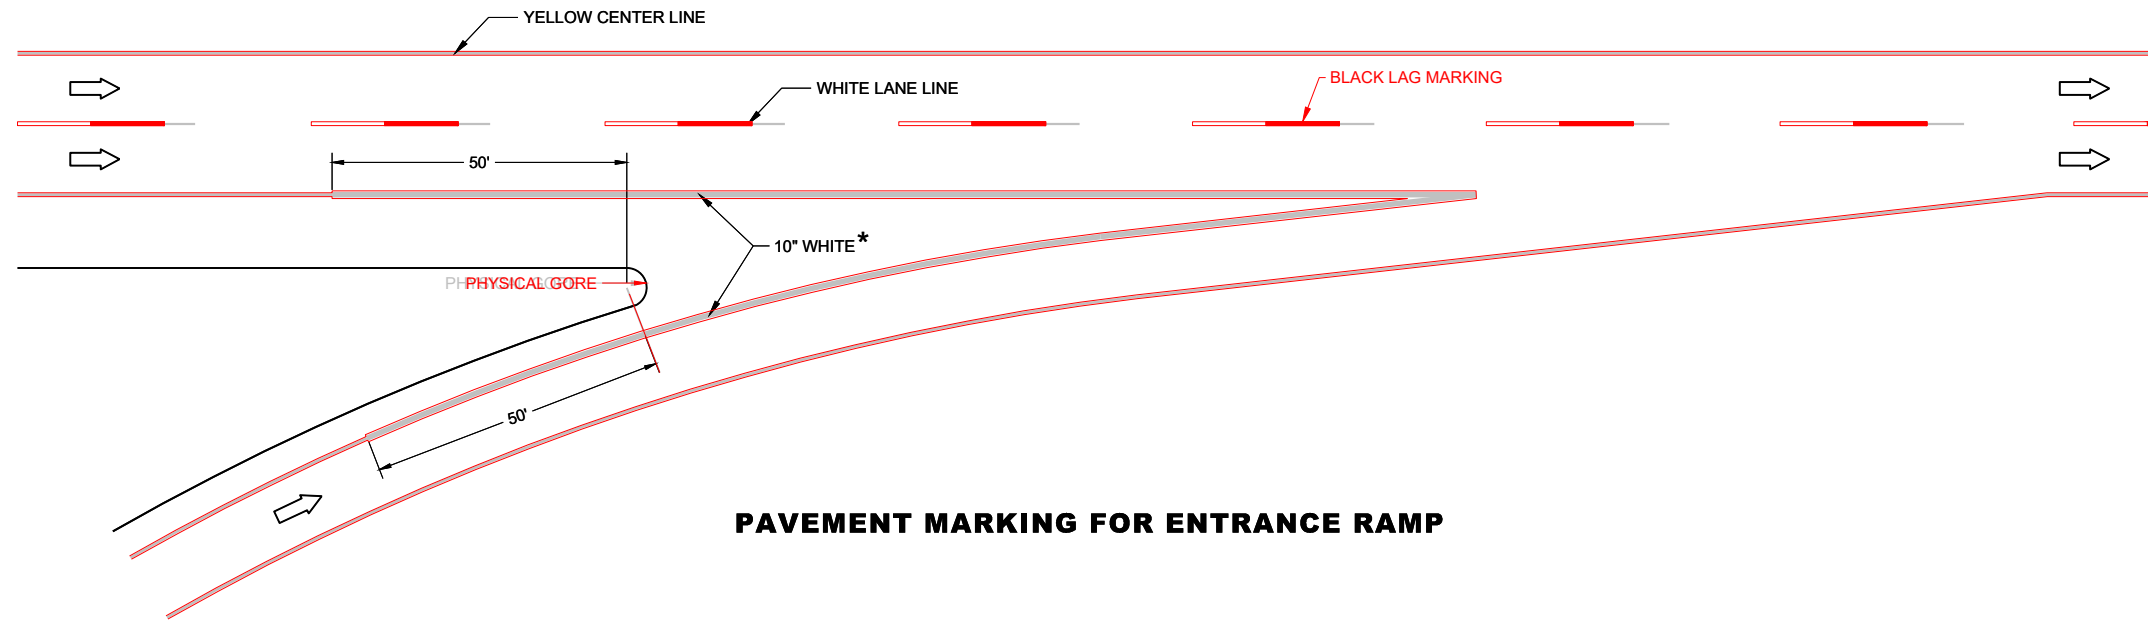 YELLOW CENTER LINE
BLACK LAG MARKING
WHITE LANE LINE
50'
10" WHITE*
PHYSICAL GORE
50'
PAVEMENT MARKING FOR ENTRANCE RAMP